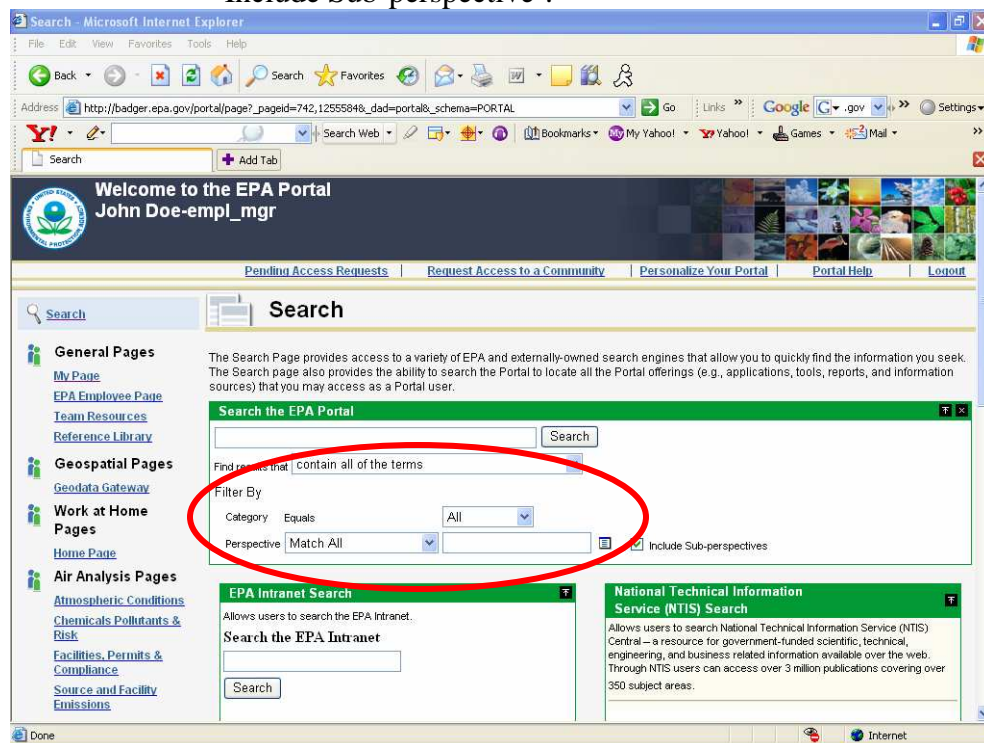 Include Sub-perspective .
Search - Microsoft Internet Explorer
File Edit View Favorites Tools Help
Back Search Favorites
Address http://badger.epa.gov/portal/page?_pageid=742,1255584&_dad=portal&_schema=PORTAL Go Links » Google G .gov » Settings
Y! Search Web Bookmarks My Yahoo! Yahoo! Games Mail »
Search Add Tab
Welcome to the EPA Portal
John Doe-empl_mgr
Pending Access Requests | Request Access to a Community | Personalize Your Portal | Portal Help | Logout
Search
Search
General Pages
My Page
EPA Employee Page
Team Resources
Reference Library
Geospatial Pages
Geodata Gateway
Work at Home
Pages
Home Page
Air Analysis Pages
Atmospheric Conditions
Chemicals Pollutants &
Risk
Facilities, Permits &
Compliance
Source and Facility
Emissions
The Search Page provides access to a variety of EPA and externally-owned search engines that allow you to quickly find the information you seek.
The Search page also provides the ability to search the Portal to locate all the Portal offerings (e.g., applications, tools, reports, and information
sources) that you may access as a Portal user.
Search the EPA Portal
Search
Find results that contain all of the terms
Filter By
Category Equals All
Perspective Match All Include Sub-perspectives
EPA Intranet Search
Allows users to search the EPA Intranet.
Search the EPA Intranet
Search
National Technical Information
Service (NTIS) Search
Allows users to search National Technical Information Service (NTIS)
Central – a resource for government-funded scientific, technical,
engineering, and business related information available over the web.
Through NTIS users can access over 3 million publications covering over
350 subject areas.
Done Internet